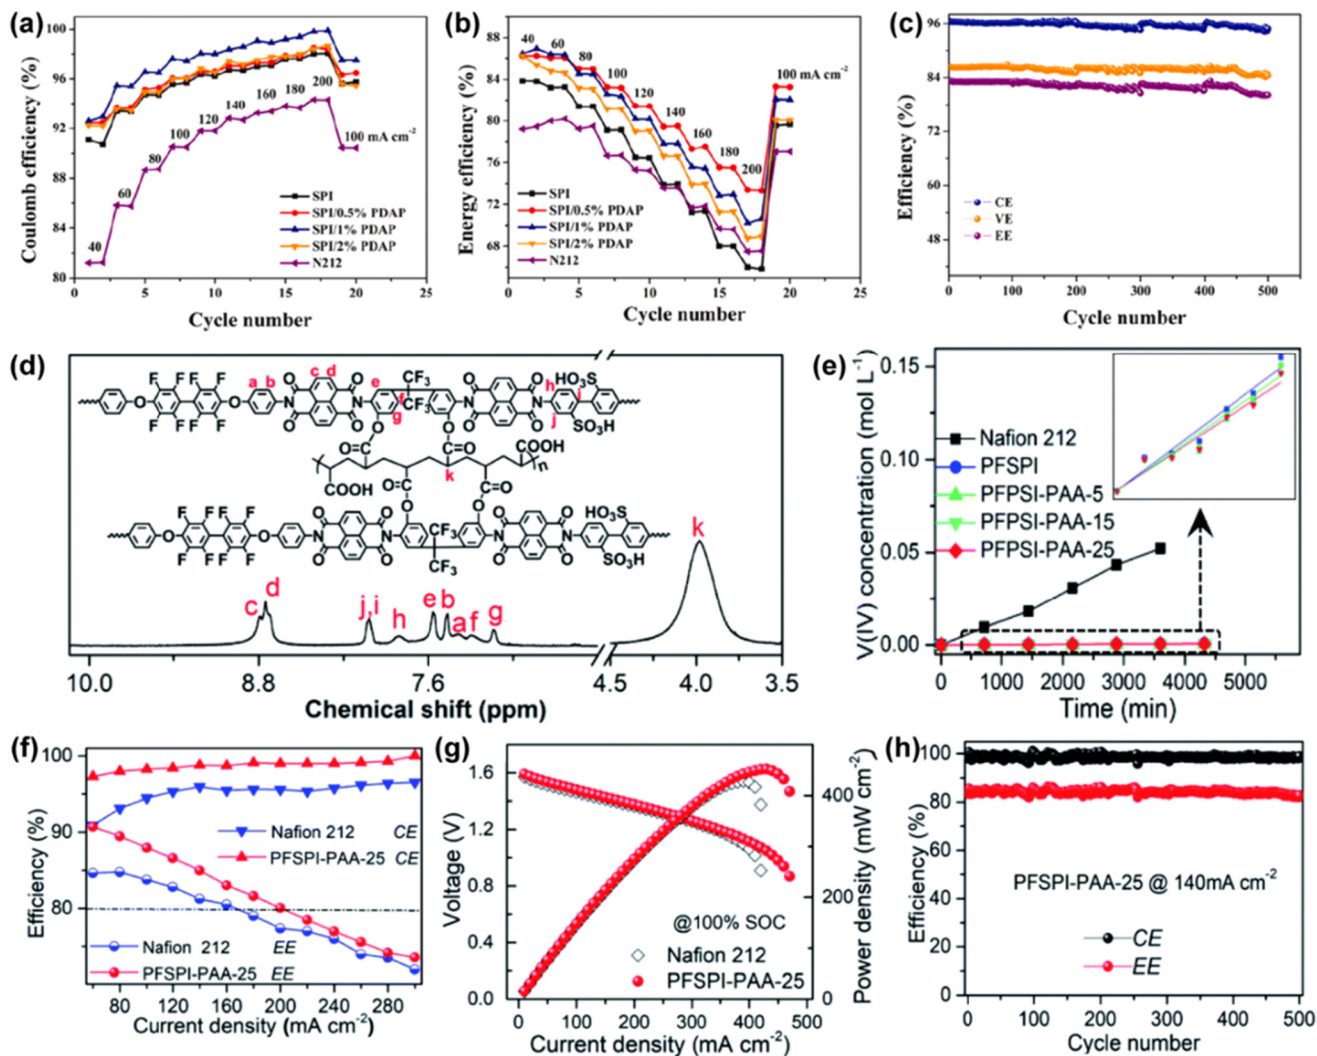 (a)
100
96
92
88
84
80
Coulomb efficiency (%)
40
60
80
100
120
140
160
180
200
100 mA cm-2
SPI
SPI/0.5% PDAP
SPI/1% PDAP
SPI/2% PDAP
N212
0 5 10 15 20 25
Cycle number
(b)
88
84
80
76
72
68
Energy efficiency (%)
40
60
80
100
120
140
160
180
200
100 mA cm-2
SPI
SPI/0.5% PDAP
SPI/1% PDAP
SPI/2% PDAP
N212
0 5 10 15 20 25
Cycle number
(c)
96
84
72
60
48
Efficiency (%)
CE
VE
EE
0 100 200 300 400 500
Cycle number
(d)
F F F F a b c d e f g h i j k
O O N CF3 CF3 HO3S SO3H
COOH COOH n
F F F F O O N CF3 CF3 HO3S SO3H
c d j,i h e b a f g k
10.0 8.8 7.6 4.5 4.0 3.5
Chemical shift (ppm)
(e)
0.15
0.10
0.05
0.00
V(IV) concentration (mol L-1)
Nafion 212
PFSPI
PFPSI-PAA-5
PFPSI-PAA-15
PFPSI-PAA-25
0 1000 2000 3000 4000 5000
Time (min)
(f)
100
90
80
Efficiency (%)
Nafion 212 CE
PFSPI-PAA-25 CE
Nafion 212 EE
PFSPI-PAA-25 EE
80 120 160 200 240 280
Current density (mA cm-2)
(g)
1.6
1.2
0.8
0.4
0.0
Voltage (V)
400
200
0
Power density (mW cm-2)
@100% SOC
Nafion 212
PFSPI-PAA-25
0 100 200 300 400 500
Current density (mA cm-2)
(h)
100
80
60
40
20
0
Efficiency (%)
PFSPI-PAA-25 @ 140mA cm-2
CE
EE
0 100 200 300 400 500
Cycle number